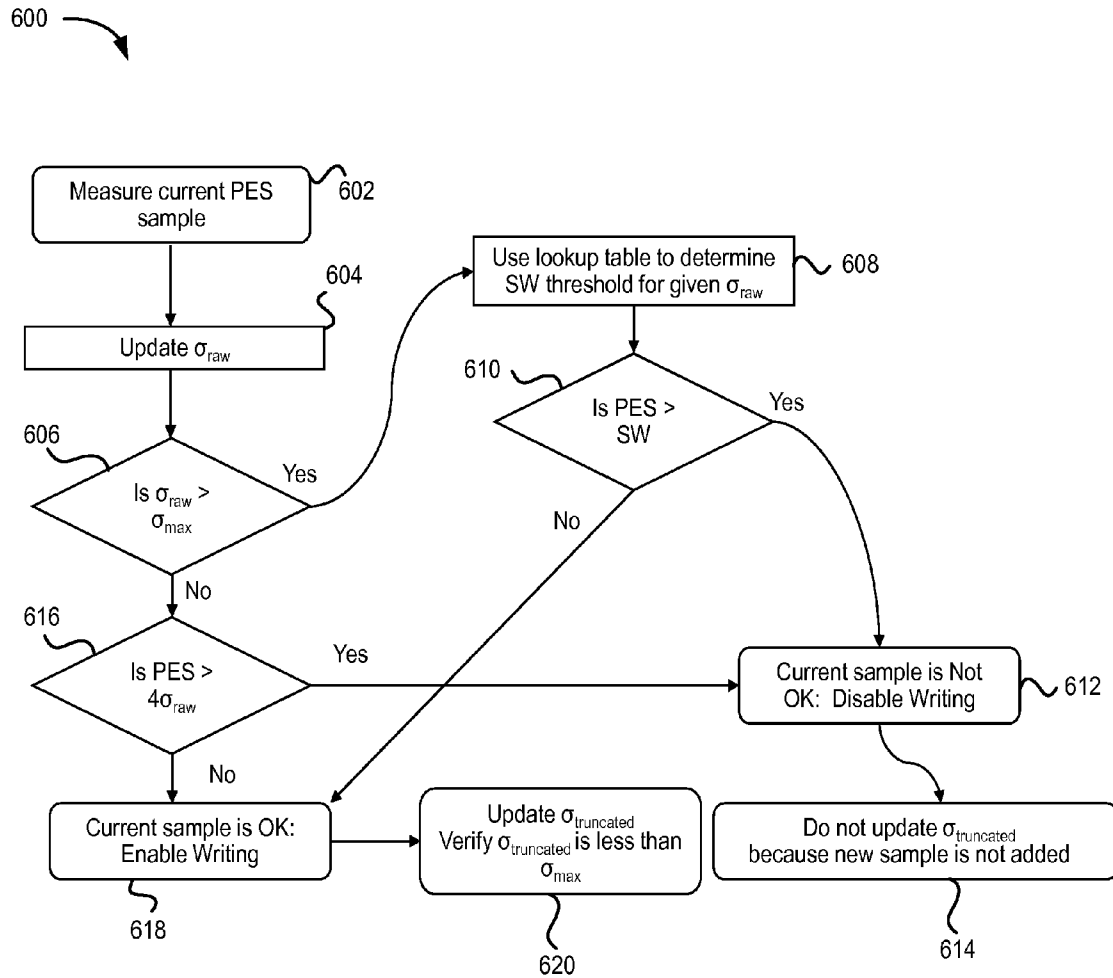 600
Measure current PES
sample
602
604
Update σraw
Use lookup table to determine
SW threshold for given σraw
608
610
Is PES >
SW
Yes
No
606
Is σraw >
σmax
Yes
No
616
Is PES >
4σraw
Yes
No
Current sample is Not
OK: Disable Writing
612
Current sample is OK:
Enable Writing
618
Update σtruncated
Verify σtruncated is less than
σmax
620
Do not update σtruncated
because new sample is not added
614